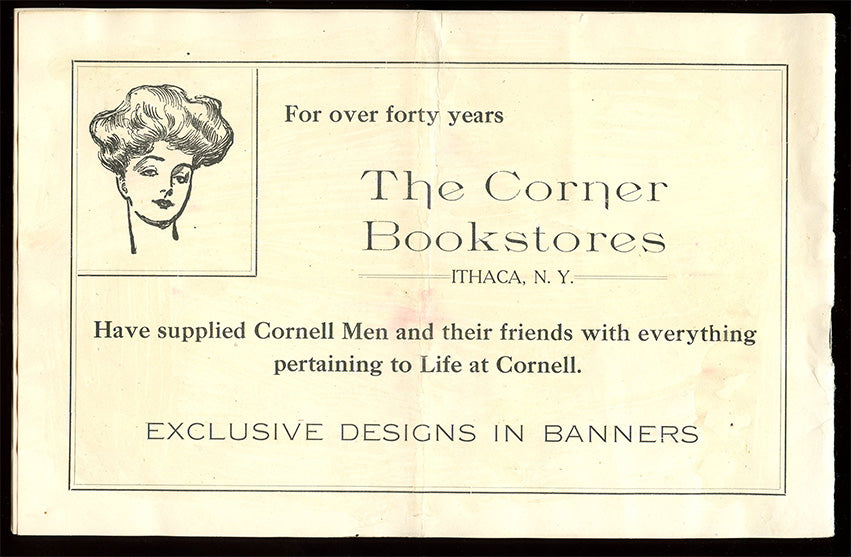 For over forty years
The Corner
Bookstores
ITHACA, N. Y.
Have supplied Cornell Men and their friends with everything
pertaining to Life at Cornell.
EXCLUSIVE DESIGNS IN BANNERS